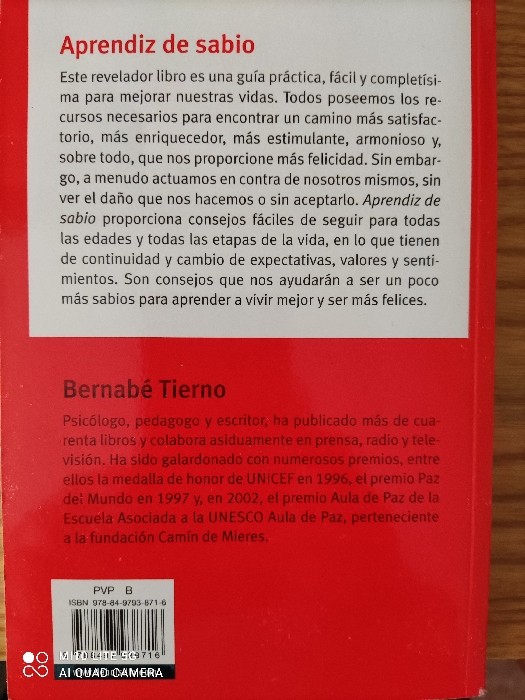 Aprendiz de sabio
Este revelador libro es una guía práctica, fácil y completísi-
ma para mejorar nuestras vidas. Todos poseemos los re-
cursos necesarios para encontrar un camino más satisfac-
torio, más enriquecedor, más estimulante, armonioso y,
sobre todo, que nos proporcione más felicidad. Sin embar-
go, a menudo actuamos en contra de nosotros mismos, sin
ver el daño que nos hacemos o sin aceptarlo. Aprendiz de
sabio proporciona consejos fáciles de seguir para todas
las edades y todas las etapas de la vida, en lo que tienen
de continuidad y cambio de expectativas, valores y senti-
mientos. Son consejos que nos ayudarán a ser un poco
más sabios para aprender a vivir mejor y ser más felices.
Bernabé Tierno
Psicólogo, pedagogo y escritor, ha publicado más de cua-
renta libros y colabora asiduamente en prensa, radio y tele-
visión. Ha sido galardonado con numerosos premios, entre
ellos la medalla de honor de UNICEF en 1996, el premio Paz
del Mundo en 1997 y, en 2002, el premio Aula de Paz de la
Escuela Asociada a la UNESCO Aula de Paz, perteneciente
a la fundación Camín de Mieres.
PVP B
ISBN 978-84-9793-871-6
MI 10 LITE 5G
AI QUAD CAMERA